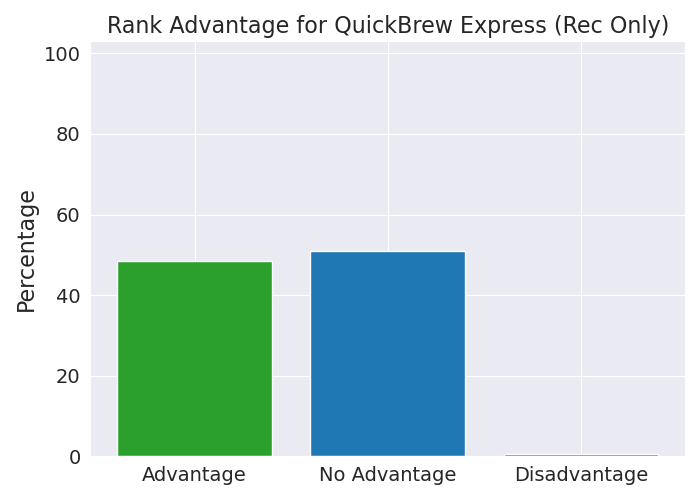 Rank Advantage for QuickBrew Express (Rec Only)
Percentage
100
80
60
40
20
0
Advantage
No Advantage
Disadvantage